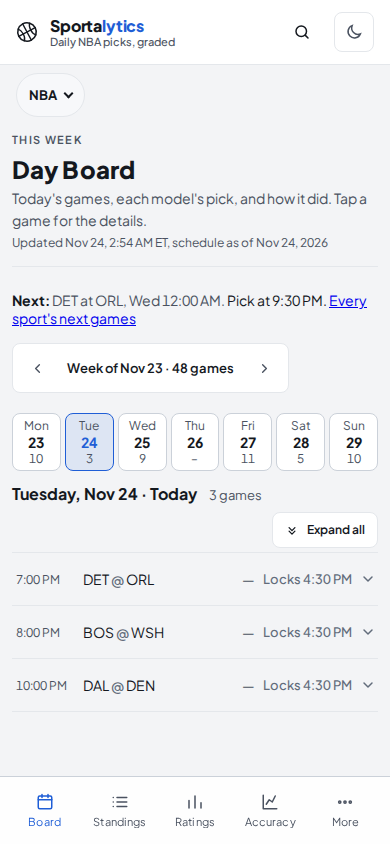 Sportalytics
Daily NBA picks, graded
NBA
THIS WEEK
Day Board
Today's games, each model's pick, and how it did. Tap a
game for the details.
Updated Nov 24, 2:54 AM ET, schedule as of Nov 24, 2026
Next: DET at ORL, Wed 12:00 AM. Pick at 9:30 PM. Every
sport's next games
Week of Nov 23 · 48 games
Mon Tue Wed Thu Fri Sat Sun
23 24 25 26 27 28 29
10 3 9 – 11 5 10
Tuesday, Nov 24 · Today 3 games
Expand all
7:00 PM DET @ ORL — Locks 4:30 PM
8:00 PM BOS @ WSH — Locks 4:30 PM
10:00 PM DAL @ DEN — Locks 4:30 PM
Board Standings Ratings Accuracy More